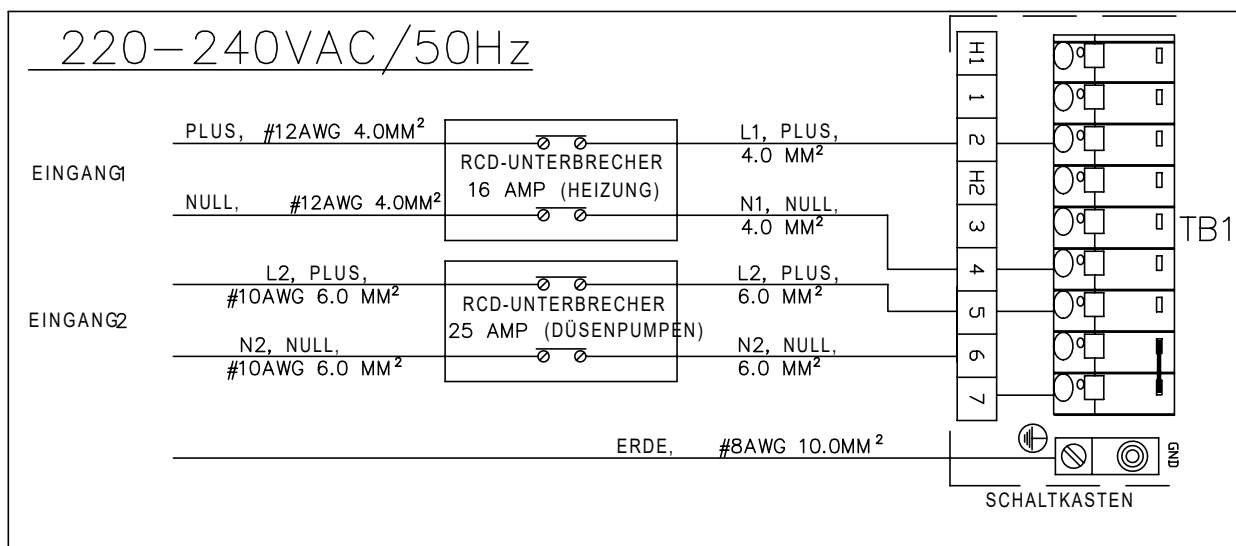 220-240VAC/50Hz
PLUS, #12AWG 4.0MM²
L1, PLUS,
4.0 MM²
EINGANG1
RCD-UNTERBRECHER
16 AMP (HEIZUNG)
NULL, #12AWG 4.0MM²
N1, NULL,
4.0 MM²
L2, PLUS,
#10AWG 6.0 MM²
L2, PLUS,
6.0 MM²
EINGANG2
RCD-UNTERBRECHER
25 AMP (DÜSENPUMPEN)
N2, NULL,
#10AWG 6.0 MM²
N2, NULL,
6.0 MM²
ERDE, #8AWG 10.0MM²
H1
1
2
H2
3
4
5
6
7
TB1
GND
SCHALTKASTEN